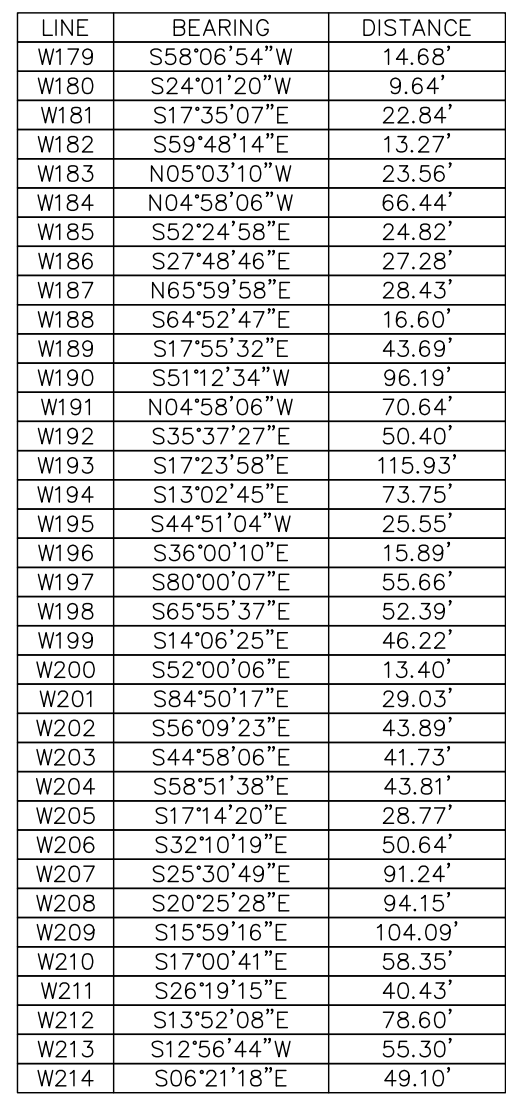 LINE BEARING DISTANCE
W179 S58°06'54"W 14.68'
W180 S24°01'20"W 9.64'
W181 S17°35'07"E 22.84'
W182 S59°48'14"E 13.27'
W183 N05°03'10"W 23.56'
W184 N04°58'06"W 66.44'
W185 S52°24'58"E 24.82'
W186 S27°48'46"E 27.28'
W187 N65°59'58"E 28.43'
W188 S64°52'47"E 16.60'
W189 S17°55'32"E 43.69'
W190 S51°12'34"W 96.19'
W191 N04°58'06"W 70.64'
W192 S35°37'27"E 50.40'
W193 S17°23'58"E 115.93'
W194 S13°02'45"E 73.75'
W195 S44°51'04"W 25.55'
W196 S36°00'10"E 15.89'
W197 S80°00'07"E 55.66'
W198 S65°55'37"E 52.39'
W199 S14°06'25"E 46.22'
W200 S52°00'06"E 13.40'
W201 S84°50'17"E 29.03'
W202 S56°09'23"E 43.89'
W203 S44°58'06"E 41.73'
W204 S58°51'38"E 43.81'
W205 S17°14'20"E 28.77'
W206 S32°10'19"E 50.64'
W207 S25°30'49"E 91.24'
W208 S20°25'28"E 94.15'
W209 S15°59'16"E 104.09'
W210 S17°00'41"E 58.35'
W211 S26°19'15"E 40.43'
W212 S13°52'08"E 78.60'
W213 S12°56'44"W 55.30'
W214 S06°21'18"E 49.10'